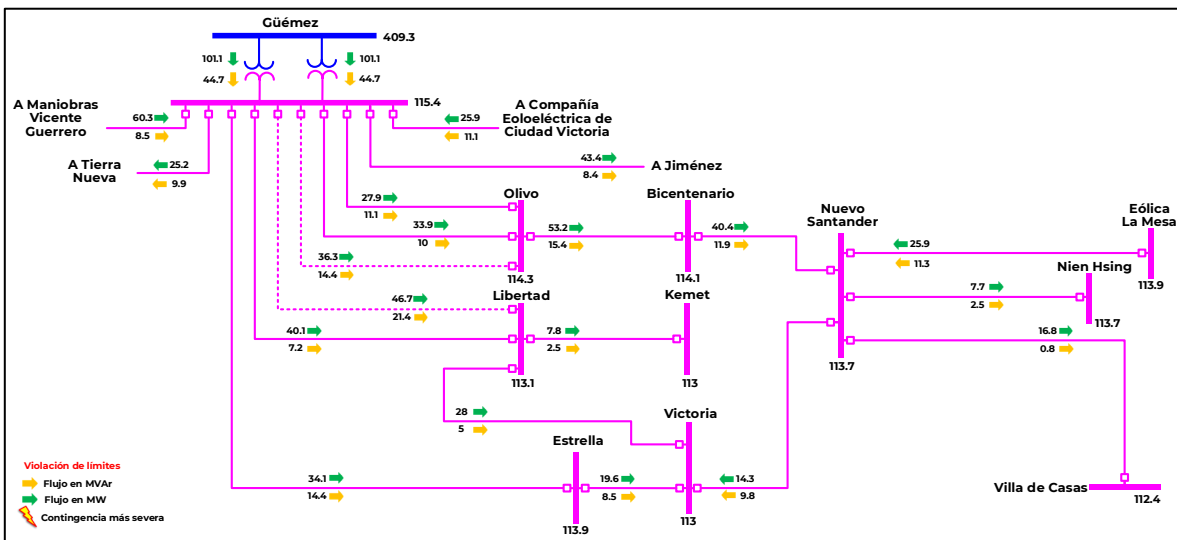 Güémez
409.3
101.1
44.7
101.1
44.7
115.4
A Maniobras
Vicente
Guerrero
60.3
8.5
A Compañía
Eoloeléctrica de
Ciudad Victoria
25.9
11.1
A Tierra
Nueva
25.2
9.9
43.4
8.4
A Jiménez
27.9
11.1
33.9
10
36.3
14.4
Olivo
114.3
53.2
15.4
Bicentenario
114.1
40.4
11.9
Nuevo
Santander
113.7
25.9
11.3
Eólica
La Mesa
113.9
Nien Hsing
7.7
2.5
113.7
16.8
0.8
Villa de Casas
112.4
46.7
21.4
40.1
7.2
Libertad
113.1
7.8
2.5
Kemet
113
28
5
Victoria
113
14.3
9.8
Estrella
113.9
19.6
8.5
34.1
14.4
Violación de límites
Flujo en MVAr
Flujo en MW
Contingencia más severa